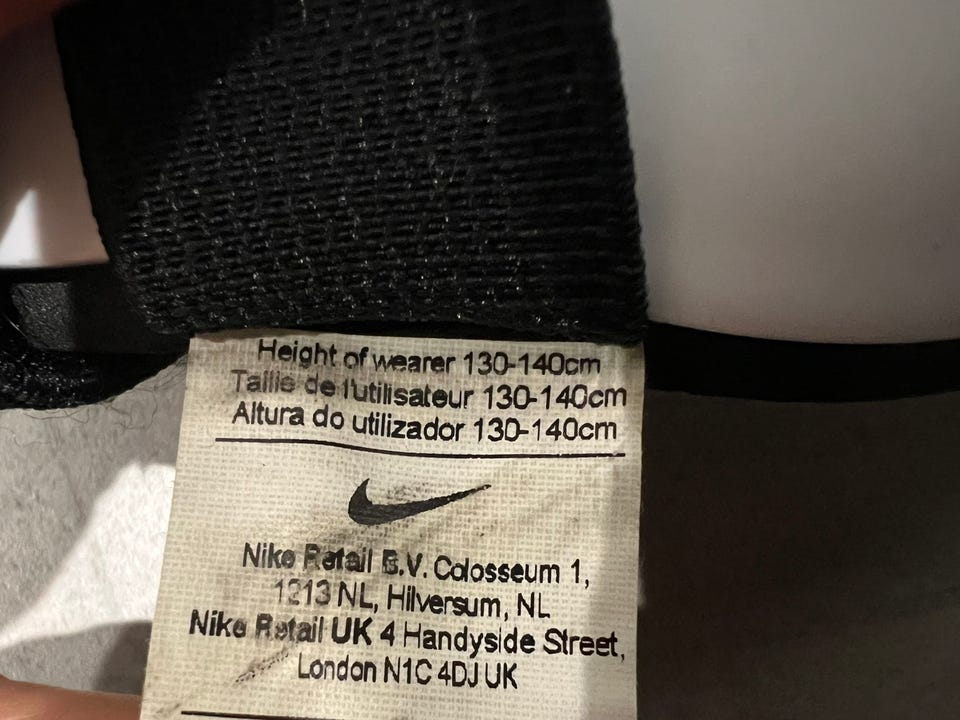 Height of wearer 130-140cm
Taille de l'utilisateur 130-140cm
Altura do utilizador 130-140cm
Nike Retail B.V. Colosseum 1,
1213 NL, Hilversum, NL
Nike Retail UK 4 Handyside Street,
London N1C 4DJ UK